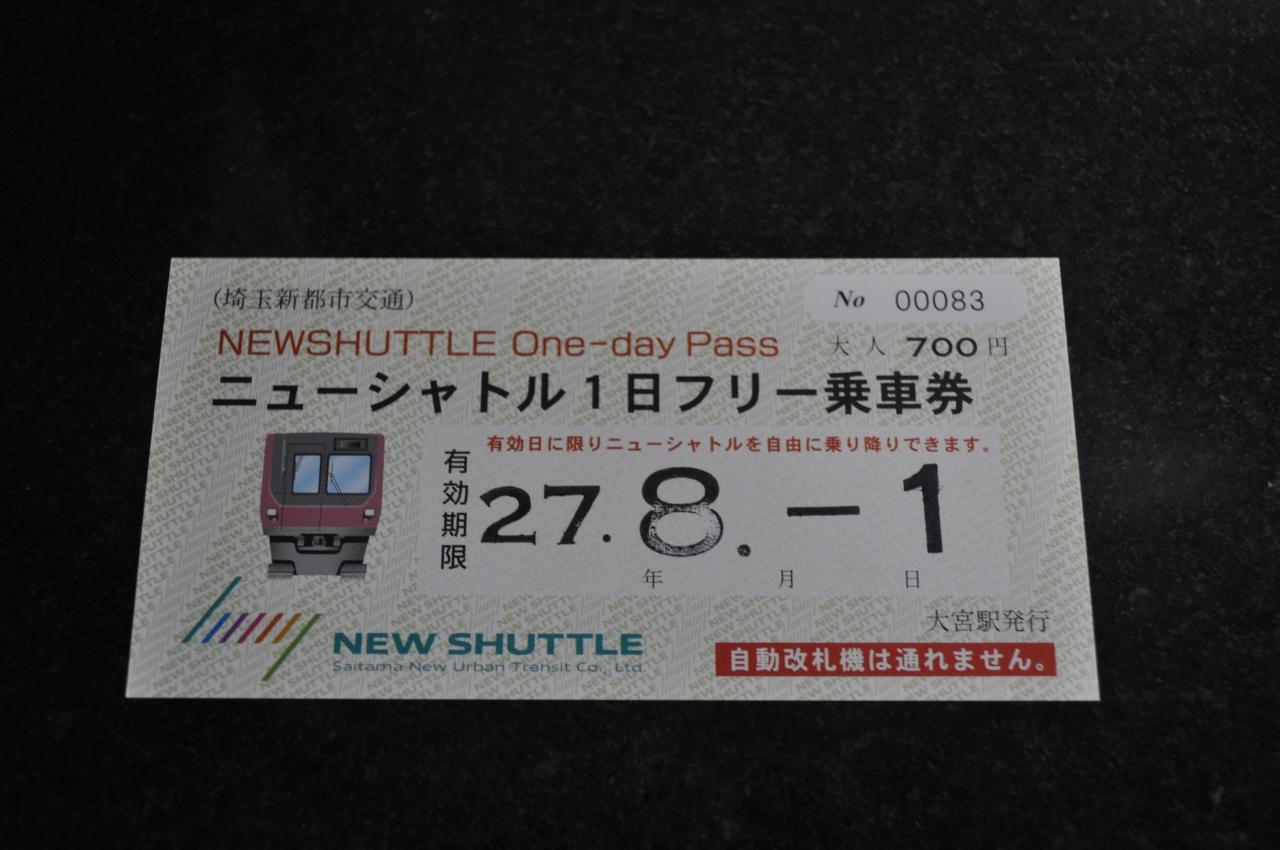 (埼玉新都市交通)
No 00083
NEWSHUTTLE One-day Pass
大人 700円
ニューシャトル1日フリー乗車券
有効日に限りニューシャトルを自由に乗り降りできます。
有効期限
27. 8. -1
年 月 日
大宮駅発行
NEW SHUTTLE
Saitama New Urban Transit Co., Ltd.
自動改札機は通れません。